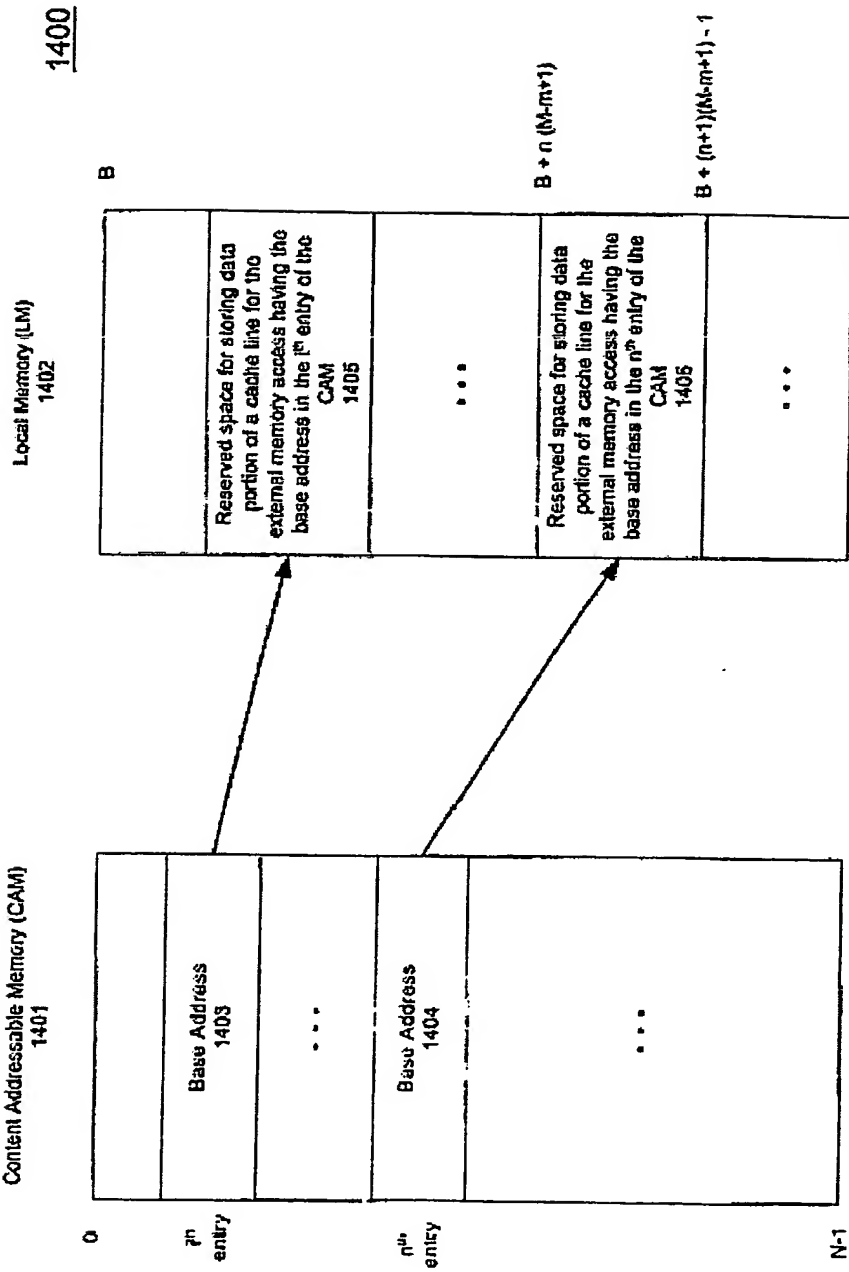 1400
Content Addressable Memory (CAM)
1401
0
entry
Base Address
1403
• • •
nth
entry
Base Address
1404
• • •
N-1
Local Memory (LM)
1402
B
Reserved space for storing data
portion of a cache line for the
external memory access having the
base address in the ith entry of the
CAM
1405
• • •
B + n (M-m+1)
Reserved space for storing data
portion of a cache line for the
external memory access having the
base address in the nth entry of the
CAM
1406
B + (n+1)(M-m+1) - 1
• • •